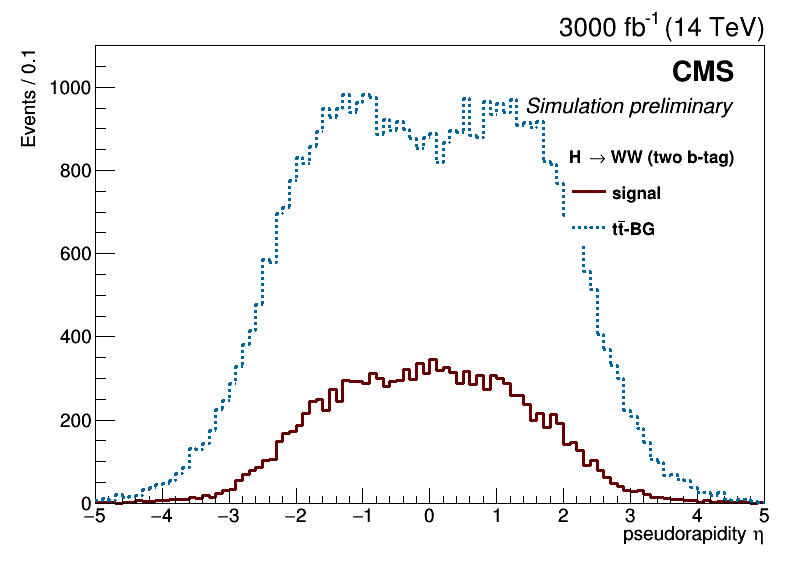 3000 fb-1 (14 TeV)
CMS
Simulation preliminary
H → WW (two b-tag)
signal
tt̄-BG
Events / 0.1
1000
800
600
400
200
0
−5 −4 −3 −2 −1 0 1 2 3 4 5
pseudorapidity η